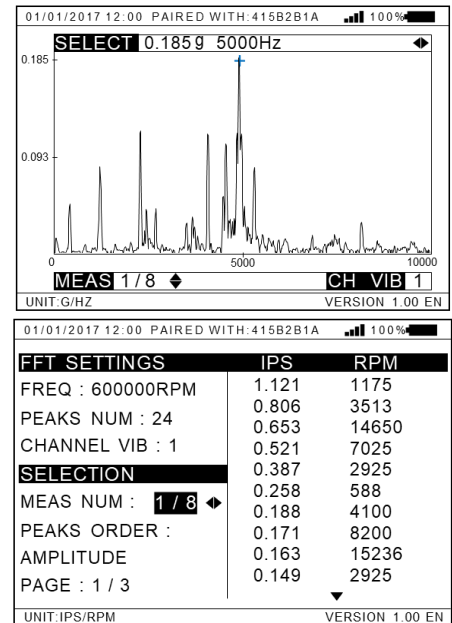 01/01/2017 12:00 PAIRED WITH:415B2B1A 100%
SELECT 0.185g 5000Hz
0.185
0.093
0 5000 10000
MEAS 1/8 CH VIB 1
UNIT:G/HZ VERSION 1.00 EN
01/01/2017 12:00 PAIRED WITH:415B2B1A 100%
FFT SETTINGS IPS RPM
FREQ : 600000RPM 1.121 1175
0.806 3513
PEAKS NUM : 24 0.653 14650
CHANNEL VIB : 1 0.521 7025
SELECTION 0.387 2925
MEAS NUM : 1/8 0.258 588
0.188 4100
PEAKS ORDER : 0.171 8200
AMPLITUDE 0.163 15236
PAGE : 1/3 0.149 2925
UNIT:IPS/RPM VERSION 1.00 EN